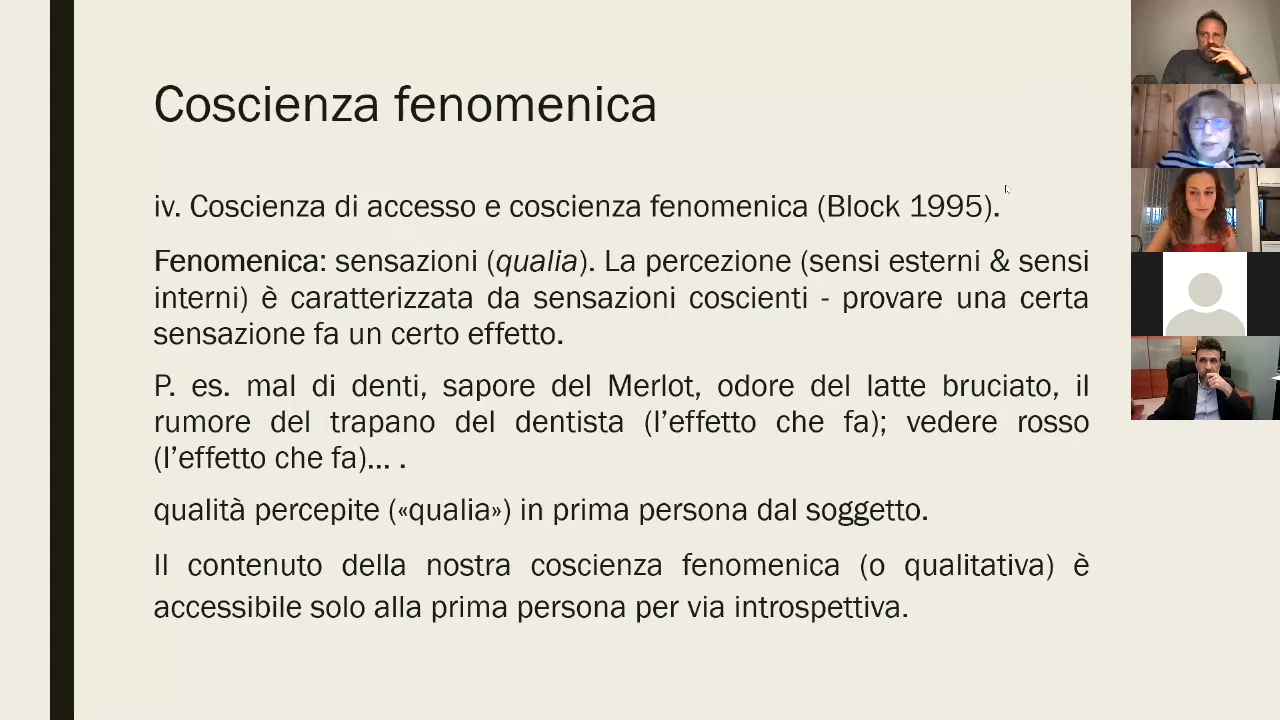 Coscienza fenomenica
iv. Coscienza di accesso e coscienza fenomenica (Block 1995).
Fenomenica: sensazioni (qualia). La percezione (sensi esterni & sensi
interni) è caratterizzata da sensazioni coscienti - provare una certa
sensazione fa un certo effetto.
P. es. mal di denti, sapore del Merlot, odore del latte bruciato, il
rumore del trapano del dentista (l’effetto che fa); vedere rosso
(l’effetto che fa)... .
qualità percepite («qualia») in prima persona dal soggetto.
Il contenuto della nostra coscienza fenomenica (o qualitativa) è
accessibile solo alla prima persona per via introspettiva.